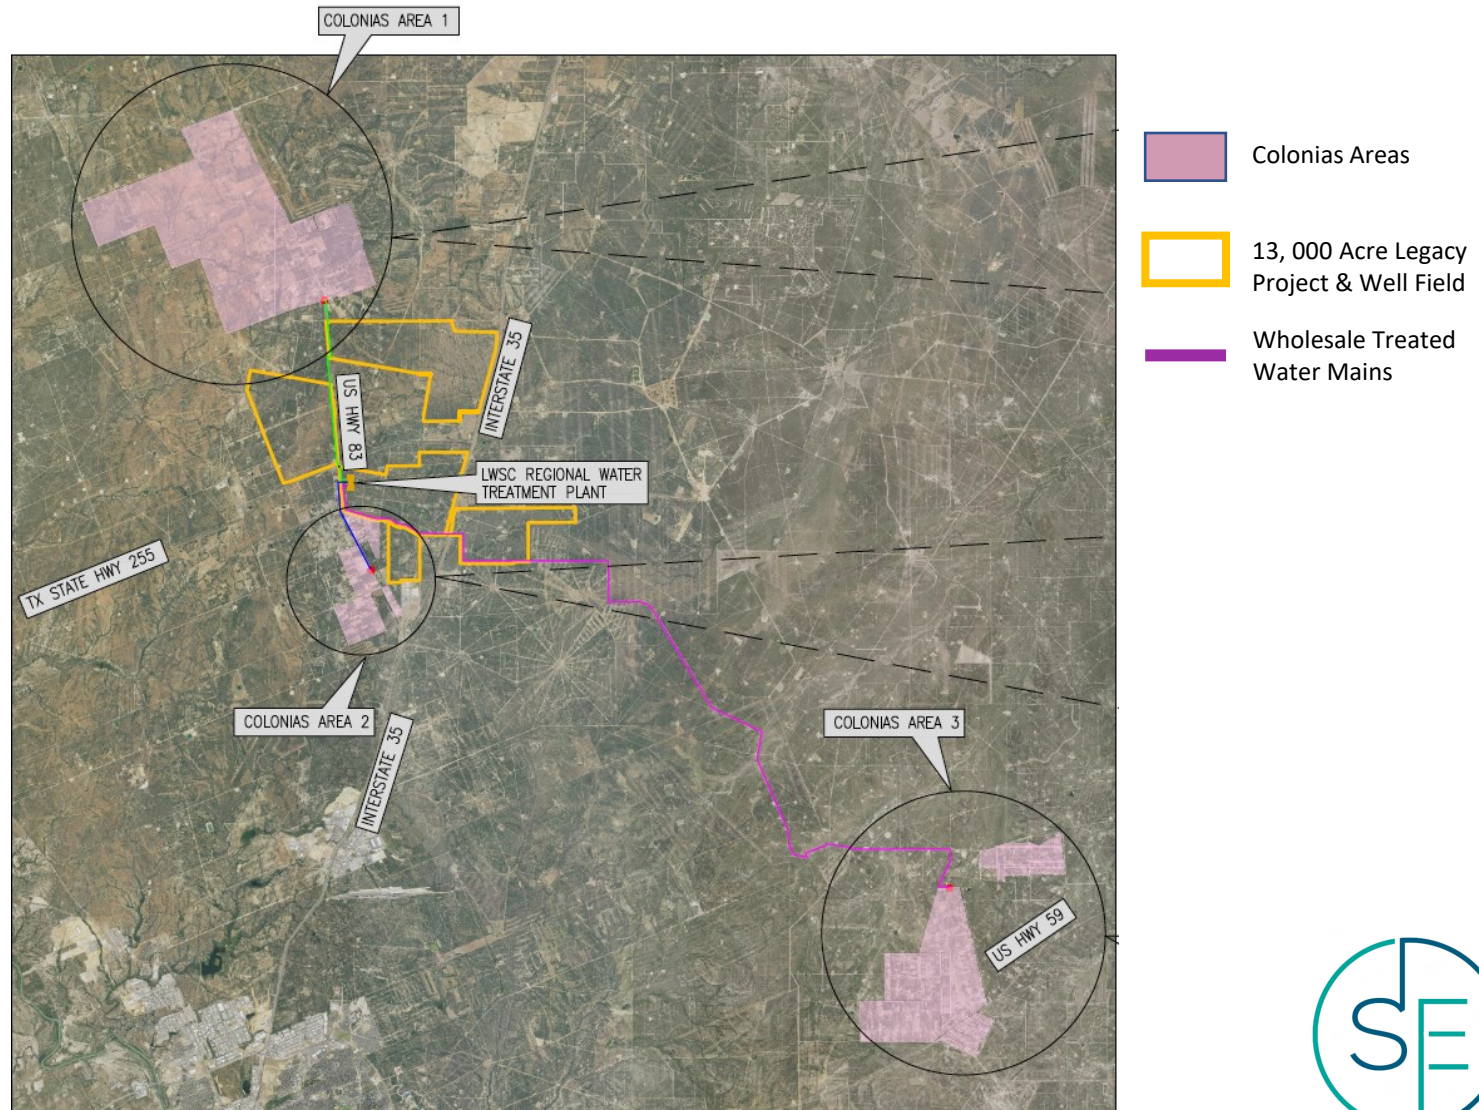 COLONIAS AREA 1
Colonias Areas
13, 000 Acre Legacy
Project & Well Field
Wholesale Treated
Water Mains
INTERSTATE 35
US HWY 83
LWSC REGIONAL WATER
TREATMENT PLANT
TX STATE HWY 255
COLONIAS AREA 2
INTERSTATE 35
COLONIAS AREA 3
US HWY 59
SE